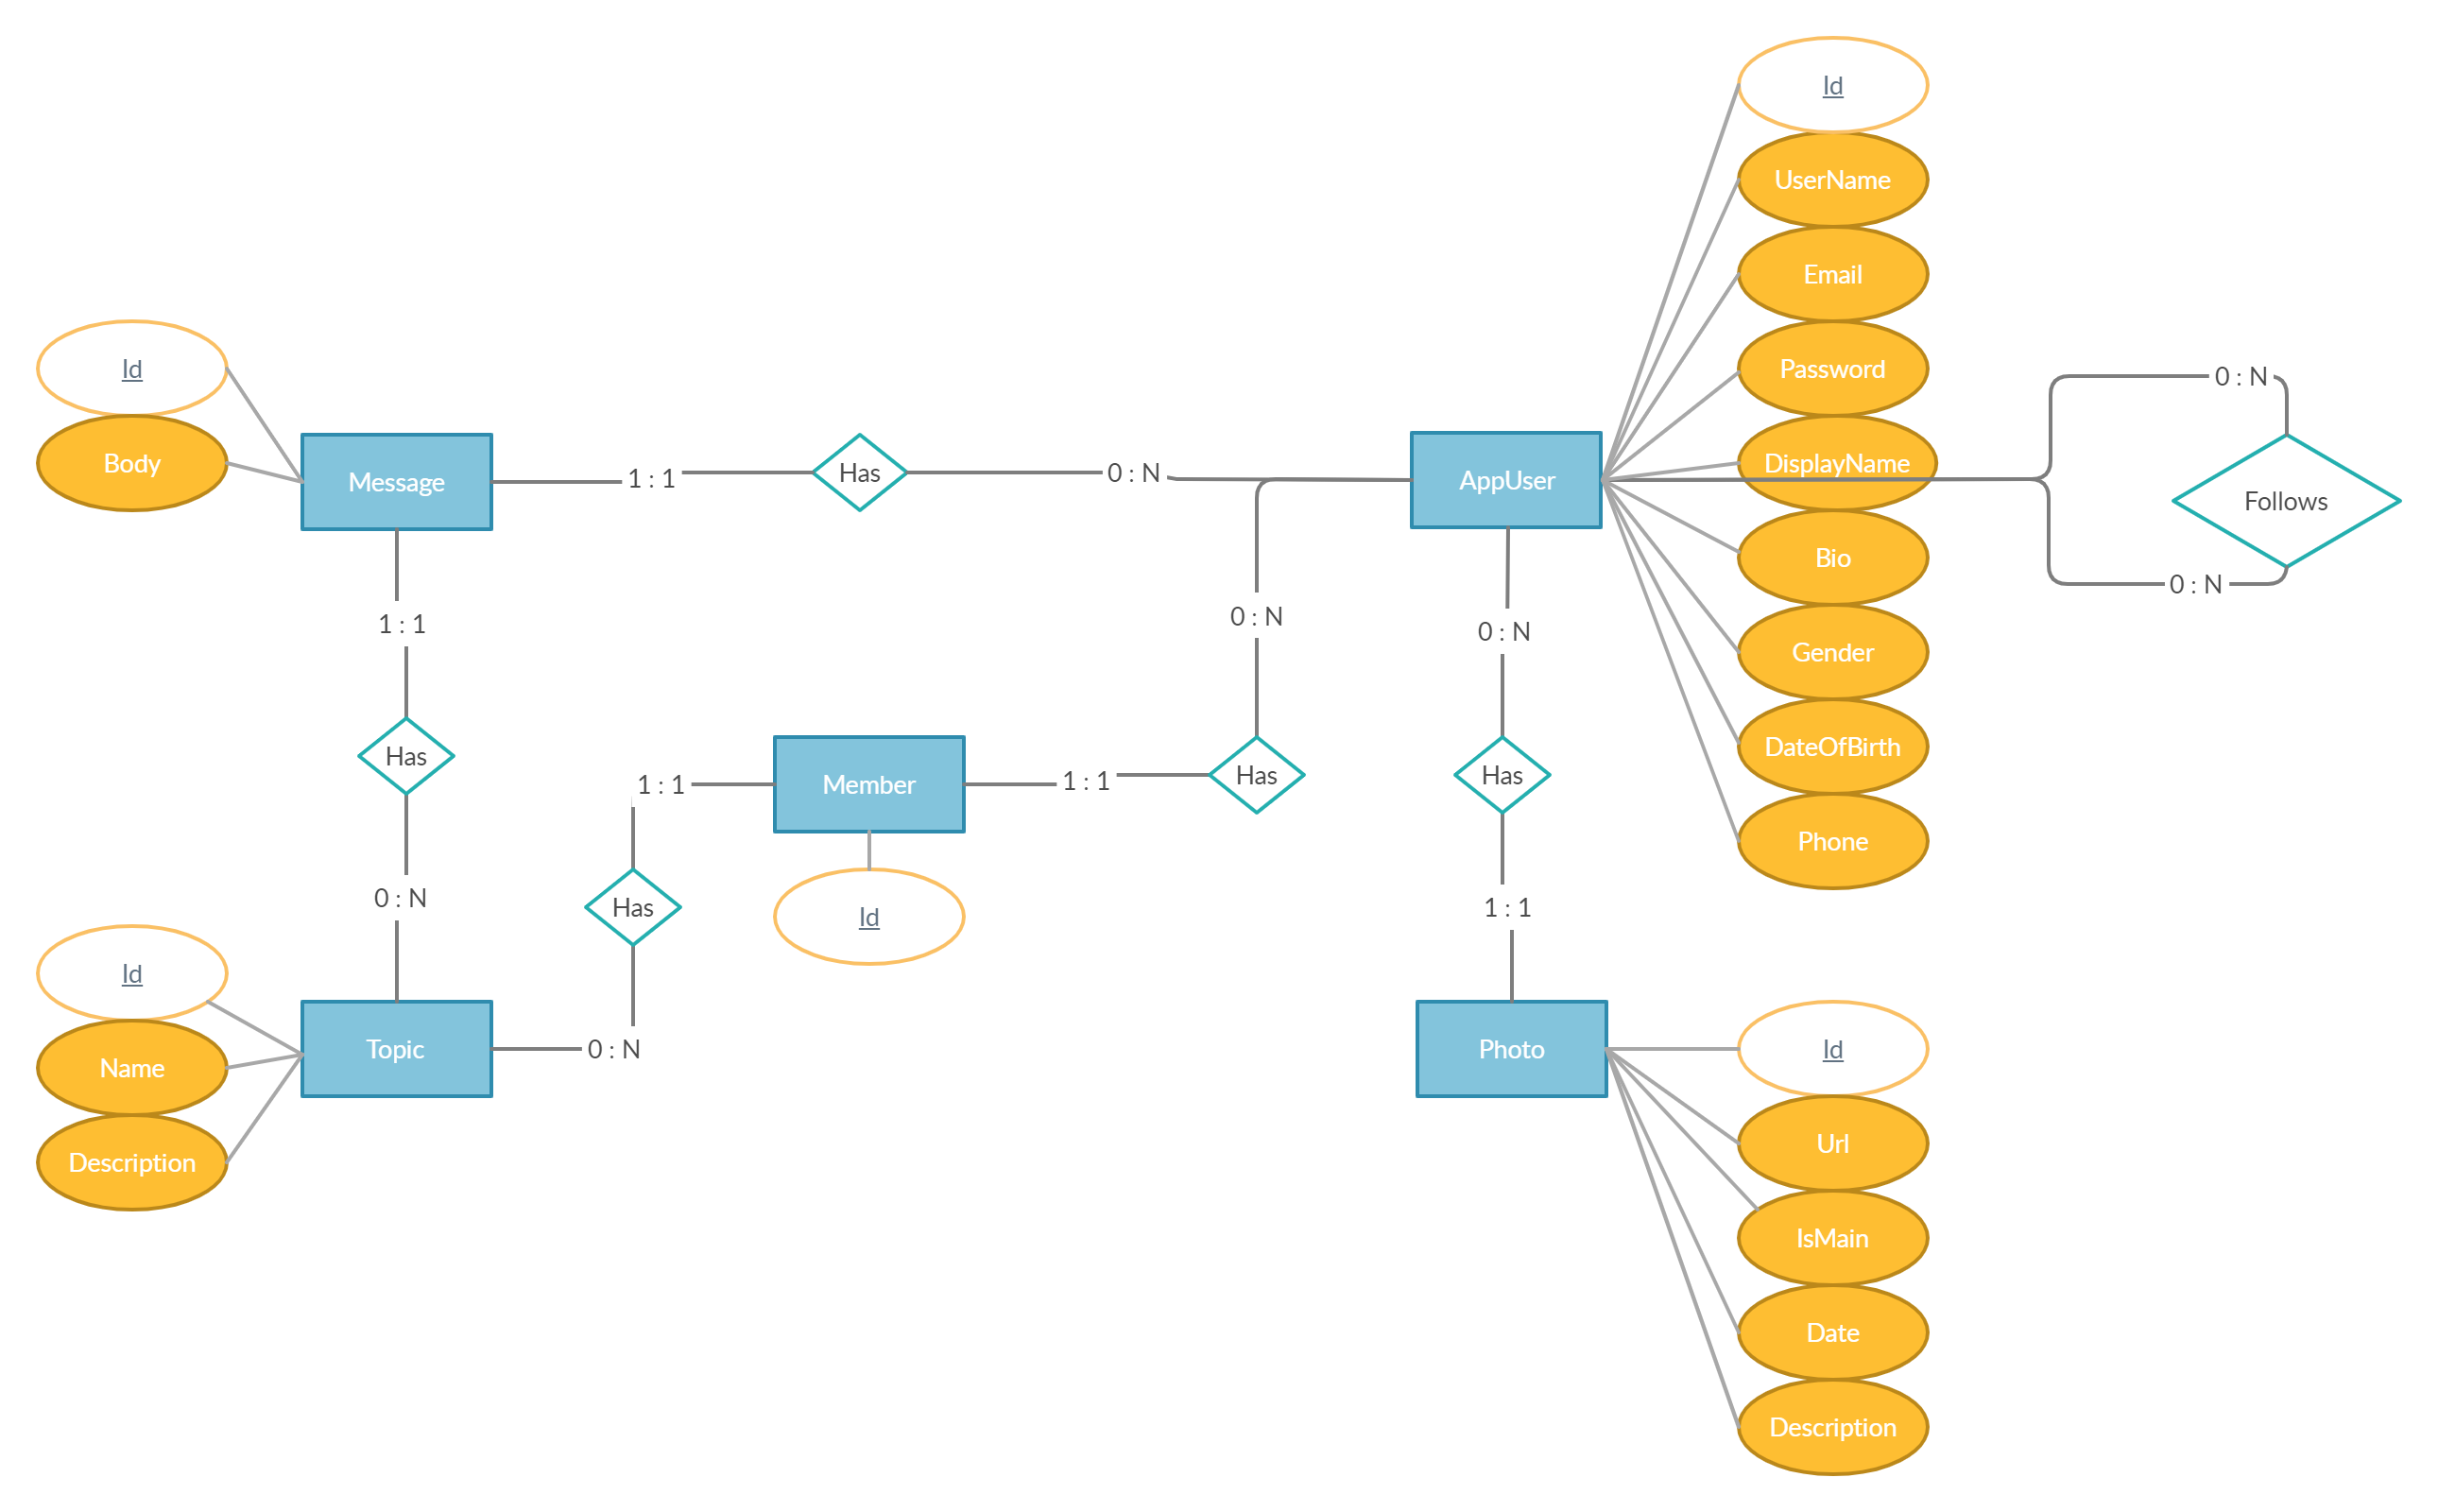 Id
UserName
Email
Id
Password
0 : N
Body
Message
1 : 1
Has
0 : N
AppUser
DisplayName
Follows
Bio
0 : N
1 : 1
0 : N
0 : N
Gender
Has
1 : 1
Member
1 : 1
Has
Has
DateOfBirth
Phone
0 : N
Has
Id
1 : 1
Id
Name
Topic
0 : N
Photo
Id
Description
Url
IsMain
Date
Description